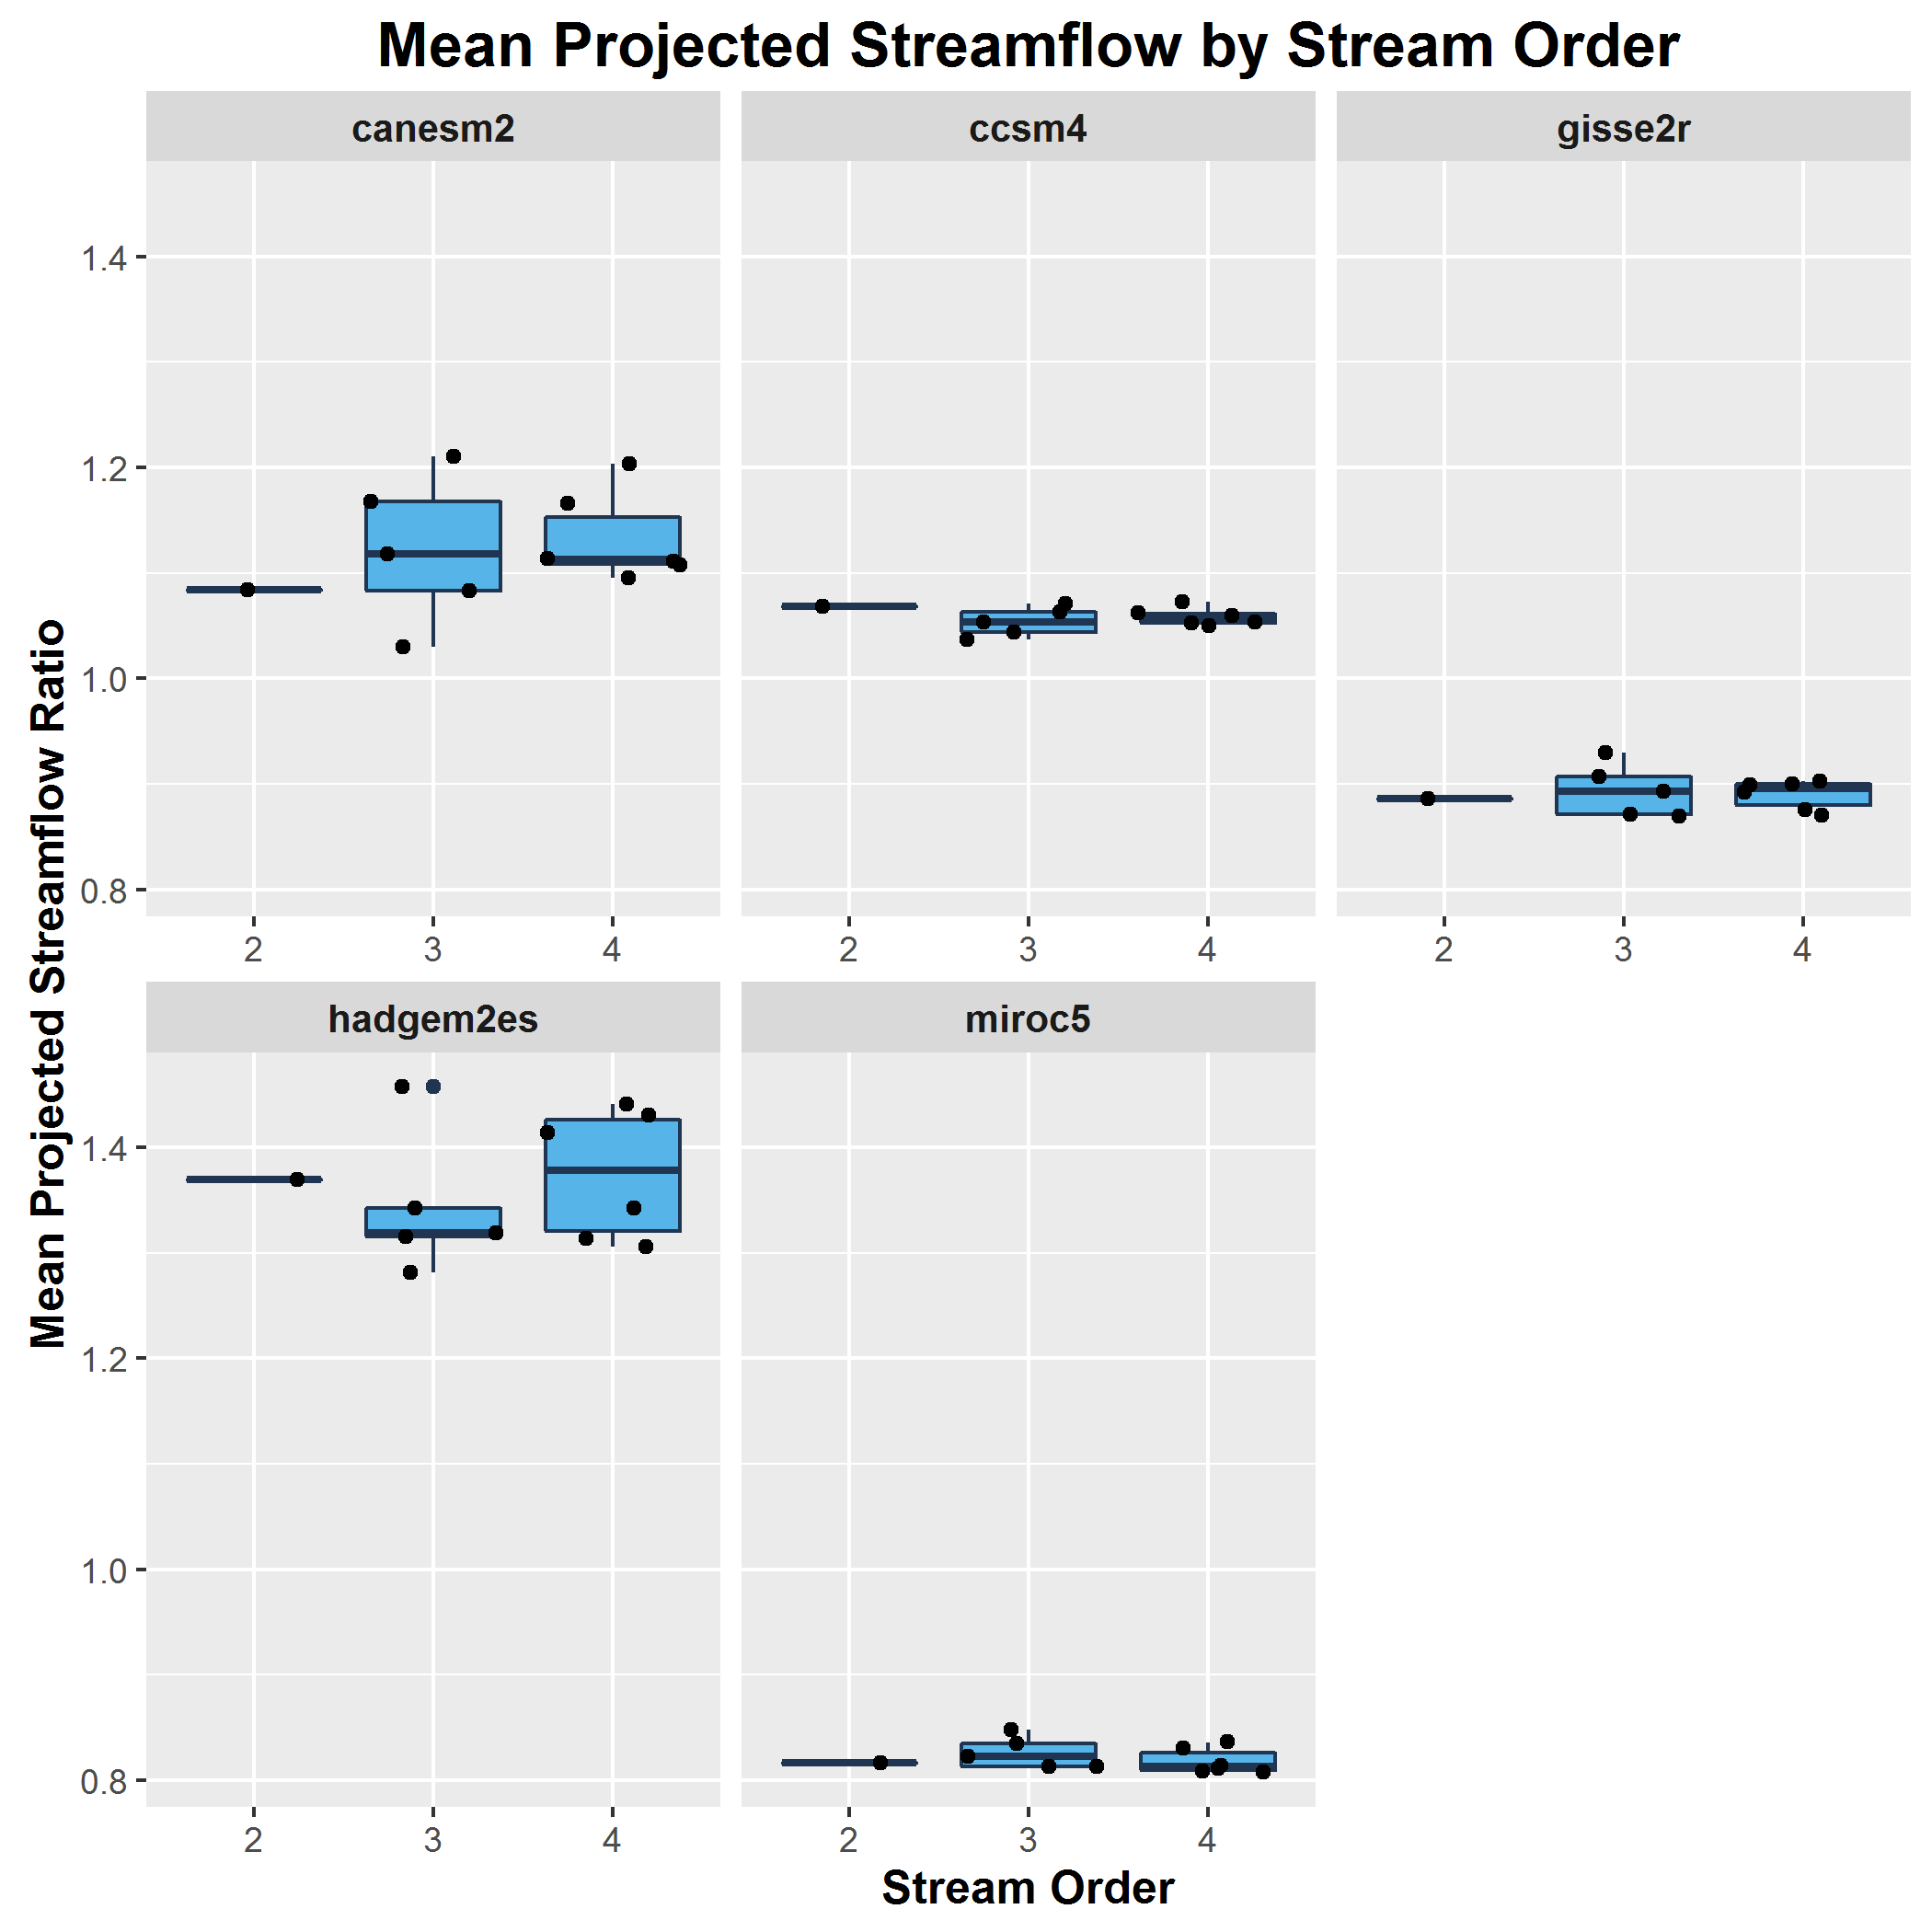 Mean Projected Streamflow by Stream Order
canesm2
ccsm4
gisse2r
1.4
1.2
1.0
0.8
2 3 4
2 3 4
2 3 4
Mean Projected Streamflow Ratio
hadgem2es
miroc5
1.4
1.2
1.0
0.8
2 3 4
2 3 4
Stream Order